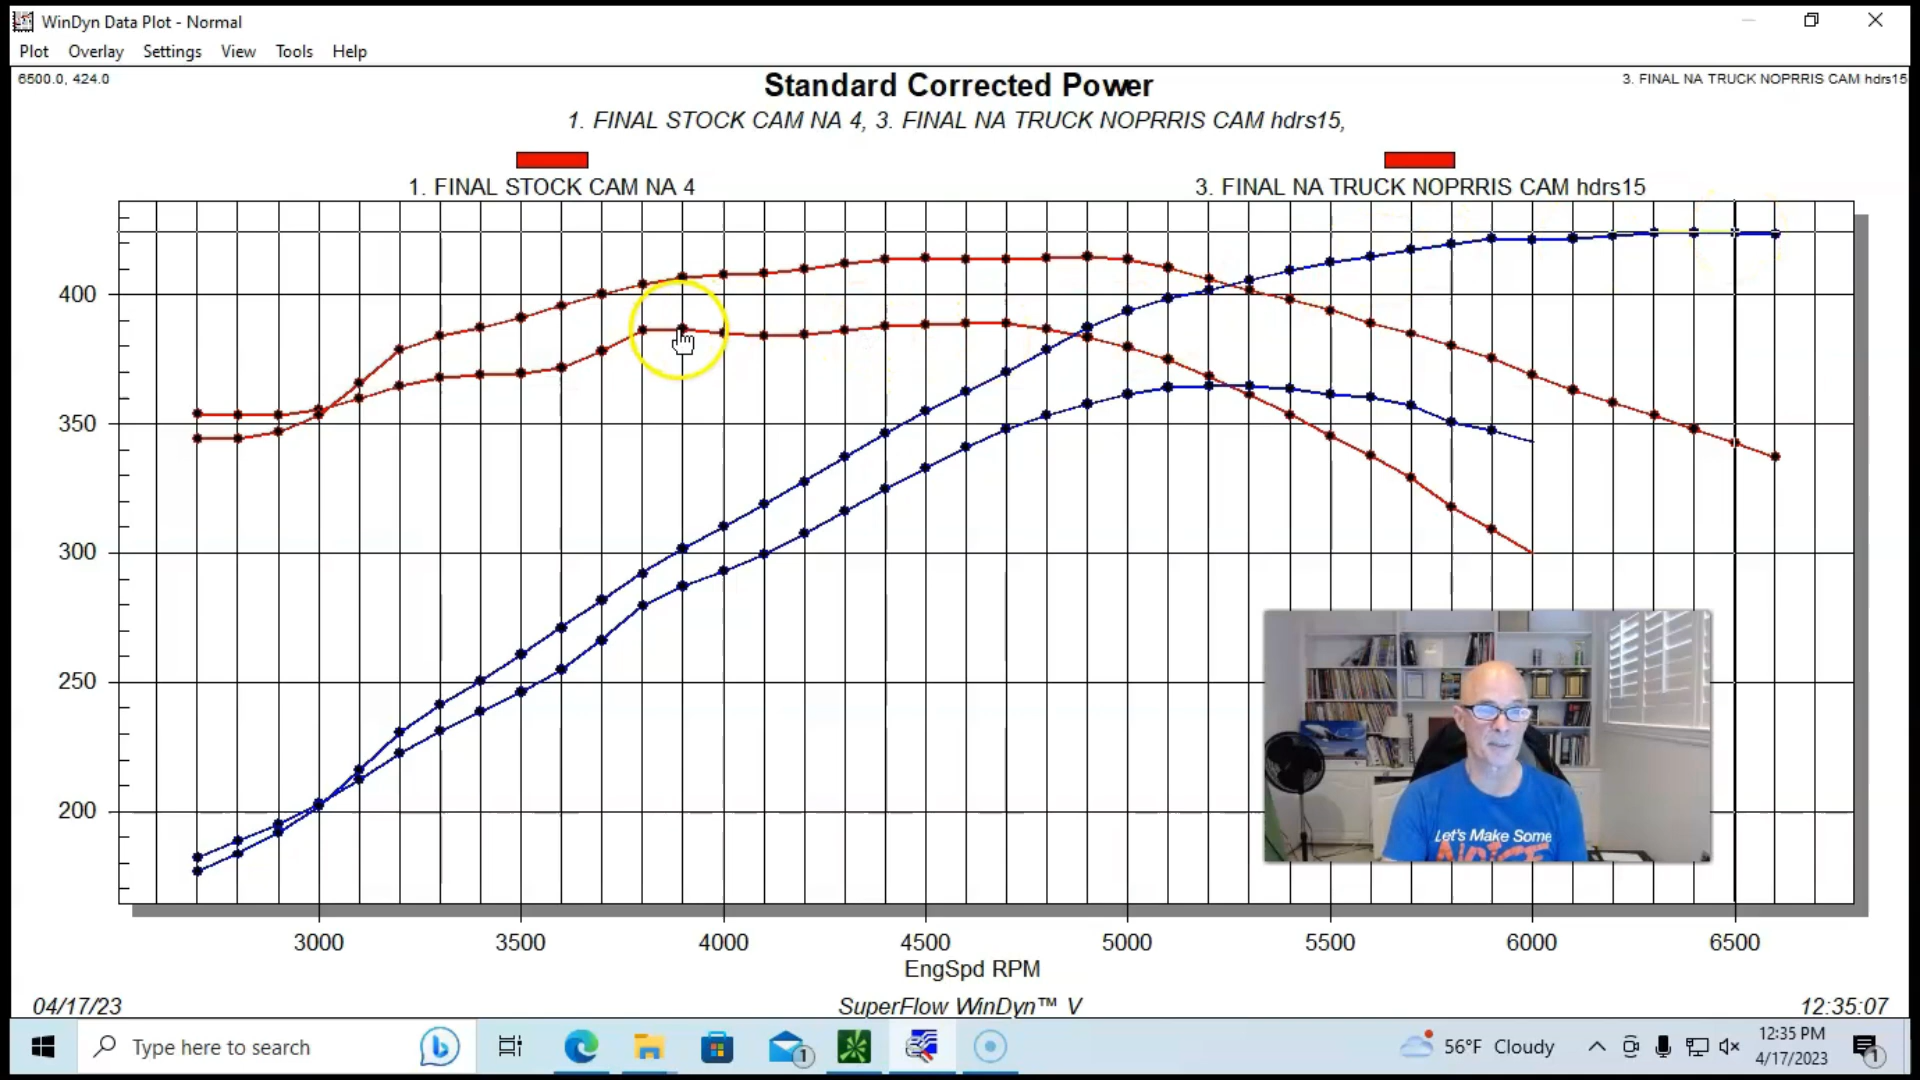 WinDyn Data Plot - Normal
Plot Overlay Settings View Tools Help
6500.0, 424.0
3. FINAL NA TRUCK NOPRRIS CAM hdrs15
Standard Corrected Power
1. FINAL STOCK CAM NA 4, 3. FINAL NA TRUCK NOPRRIS CAM hdrs15,
1. FINAL STOCK CAM NA 4
3. FINAL NA TRUCK NOPRRIS CAM hdrs15
400
350
300
250
200
3000 3500 4000 4500 5000 5500 6000 6500
EngSpd RPM
Let's Make Some
NOISE
04/17/23
SuperFlow WinDyn™ V
12:35:07
Type here to search
1
56°F Cloudy
12:35 PM
4/17/2023
1